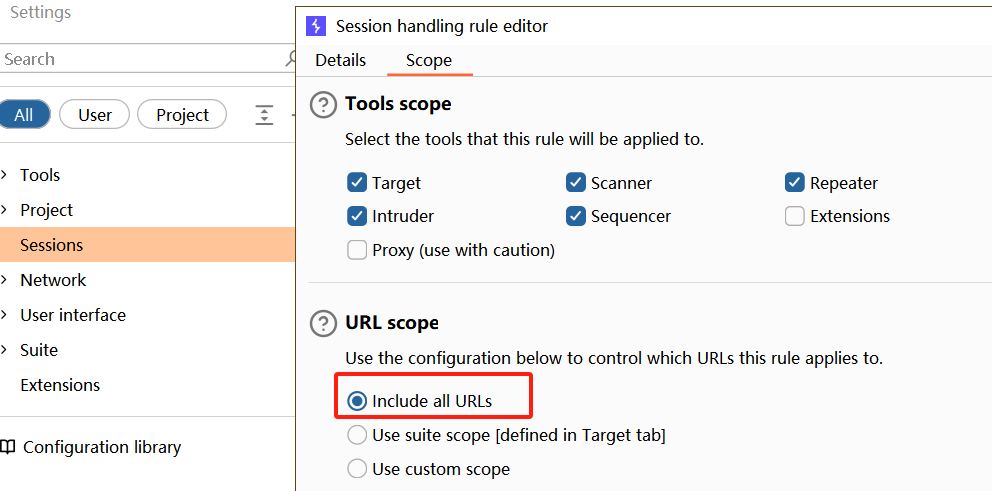 Settings
Search
All User Project
Tools
Project
Sessions
Network
User interface
Suite
Extensions
Configuration library
Session handling rule editor
Details Scope
Tools scope
Select the tools that this rule will be applied to.
Target Scanner Repeater
Intruder Sequencer Extensions
Proxy (use with caution)
URL scope
Use the configuration below to control which URLs this rule applies to.
Include all URLs
Use suite scope [defined in Target tab]
Use custom scope